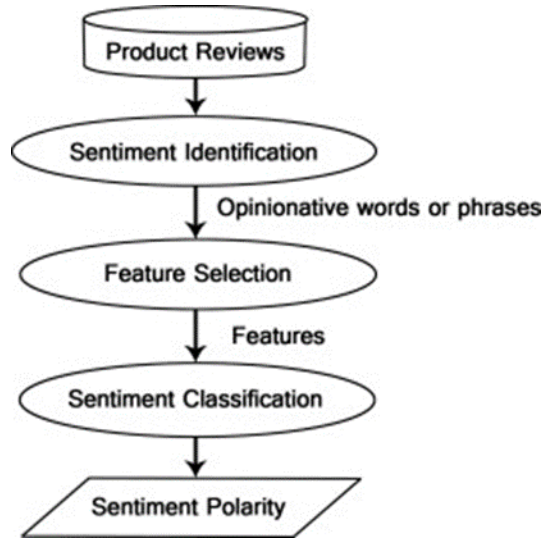 Product Reviews
Sentiment Identification
Opinionative words or phrases
Feature Selection
Features
Sentiment Classification
Sentiment Polarity